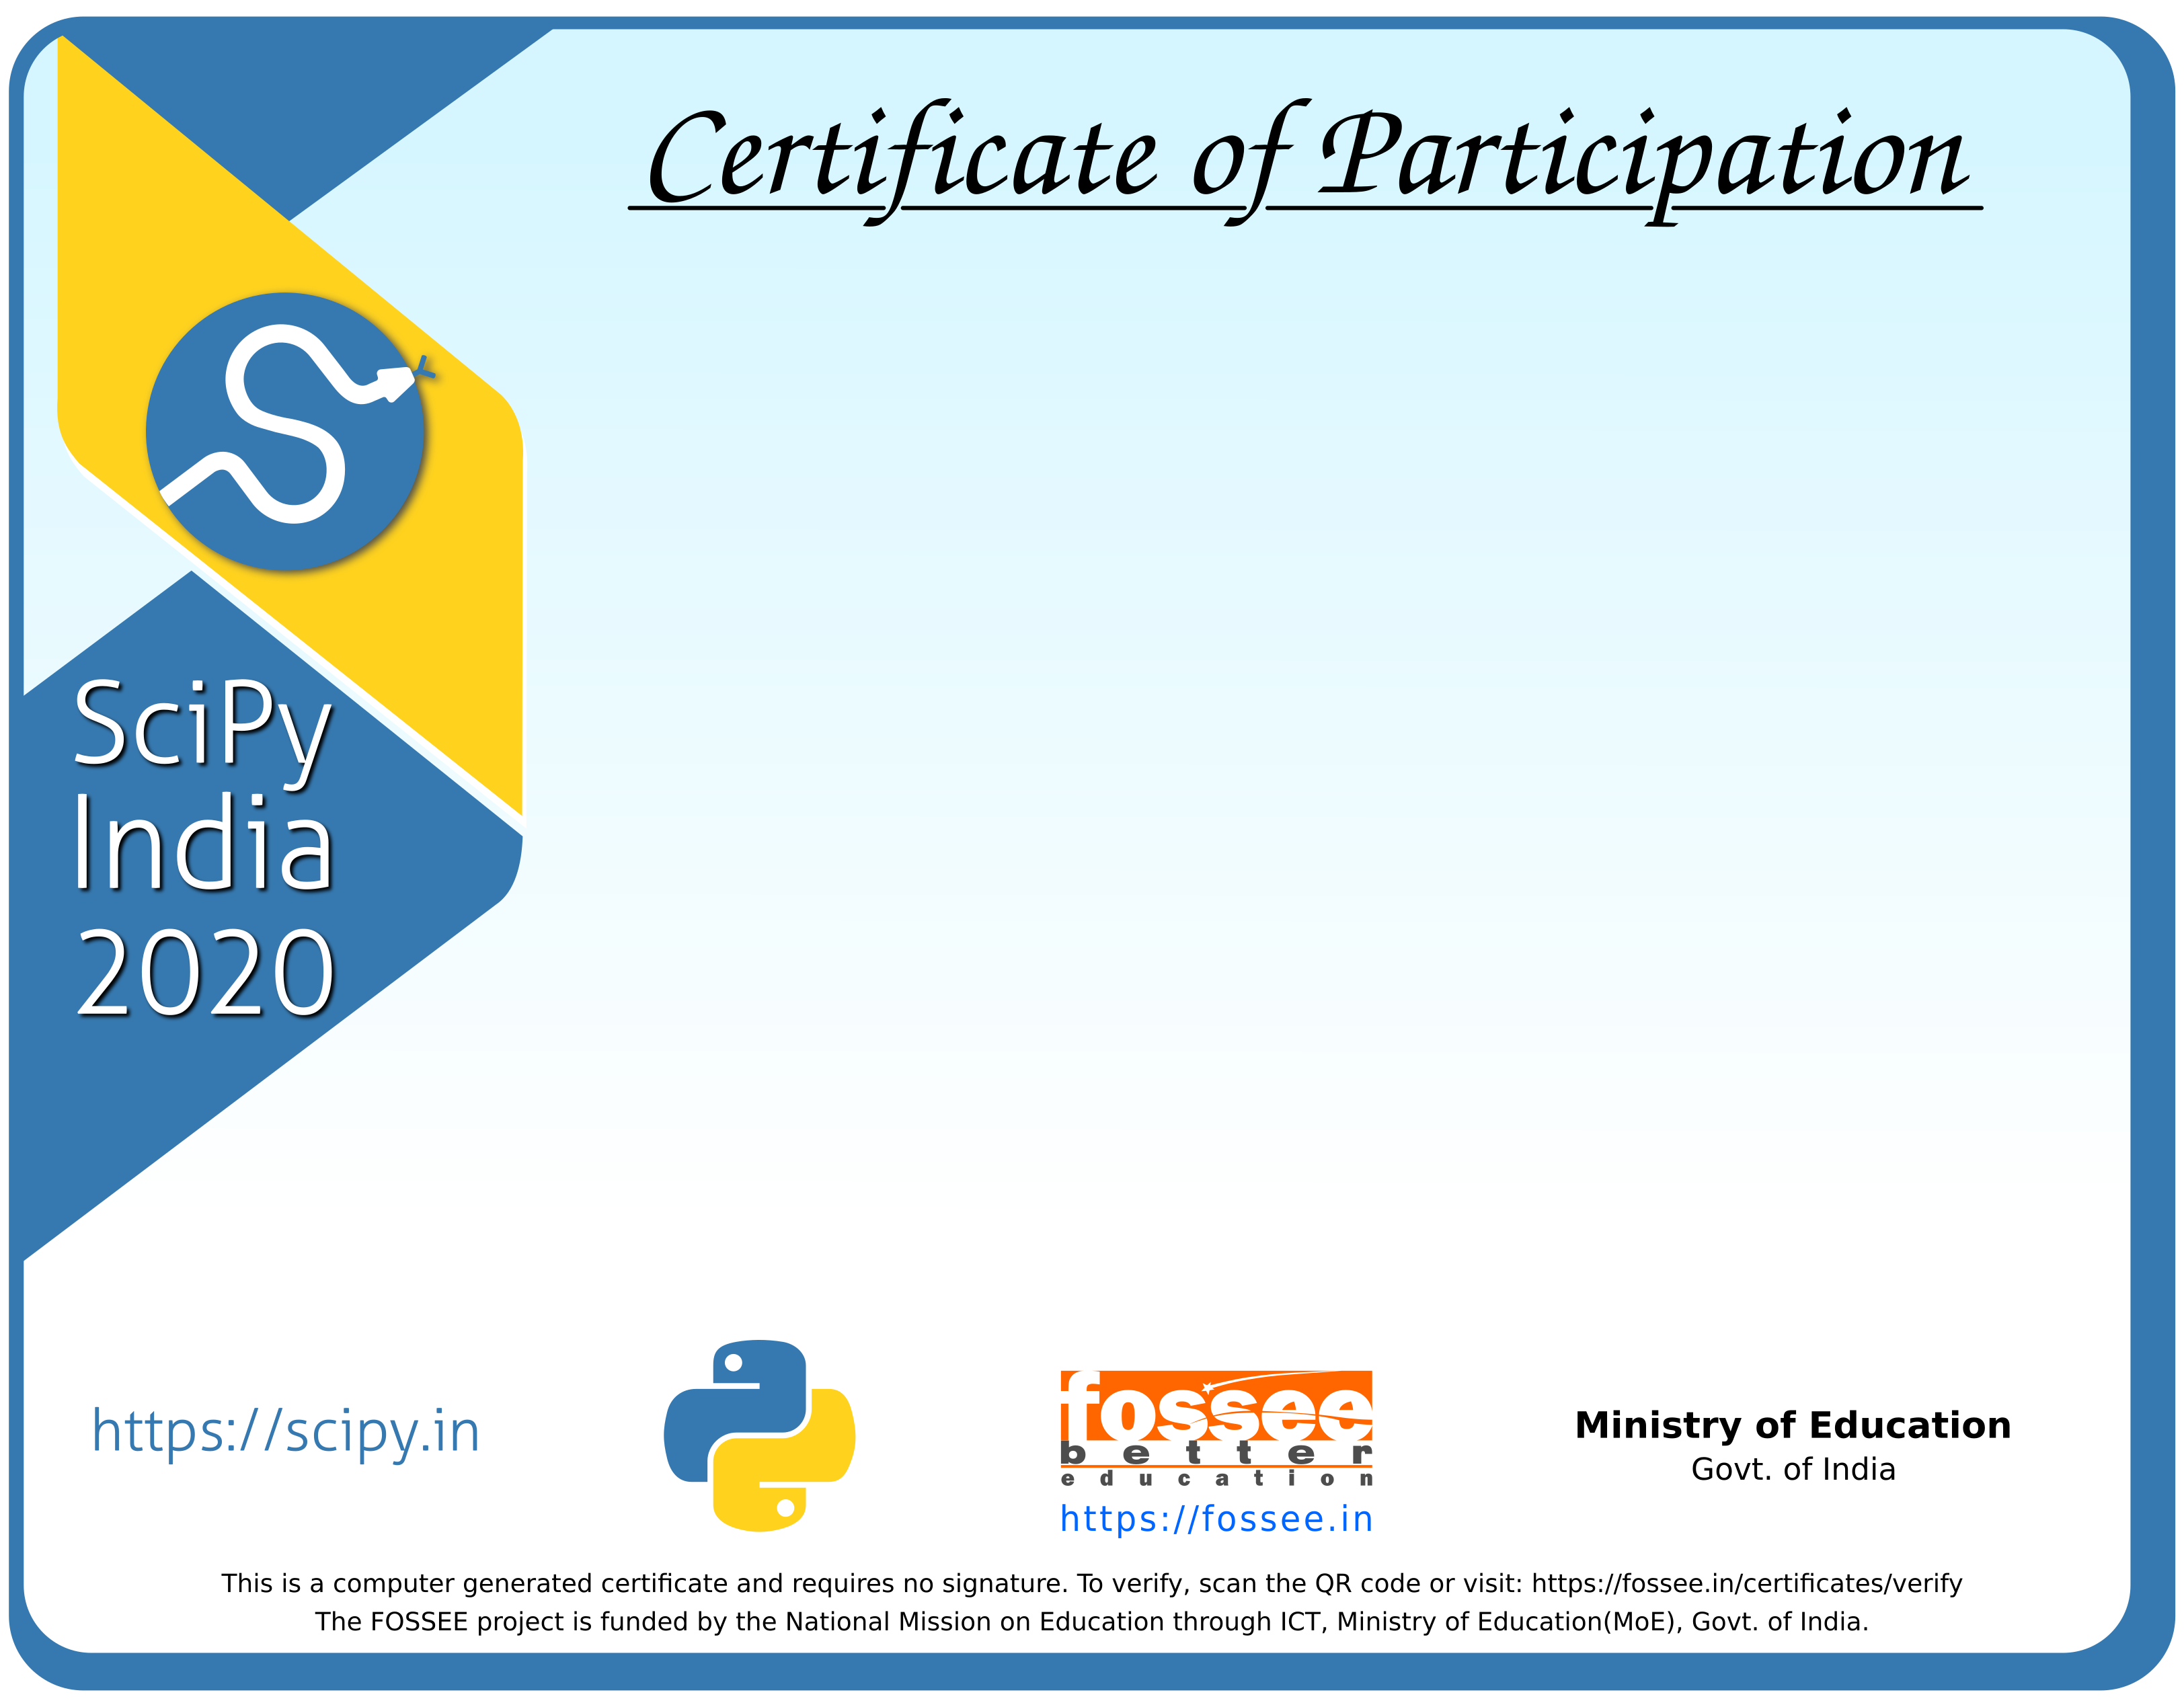 Certificate of Participation
SciPy
India
2020
https://scipy.in
fossee
better
education
https://fossee.in
Ministry of Education
Govt. of India
This is a computer generated certificate and requires no signature. To verify, scan the QR code or visit: https://fossee.in/certificates/verify
The FOSSEE project is funded by the National Mission on Education through ICT, Ministry of Education(MoE), Govt. of India.